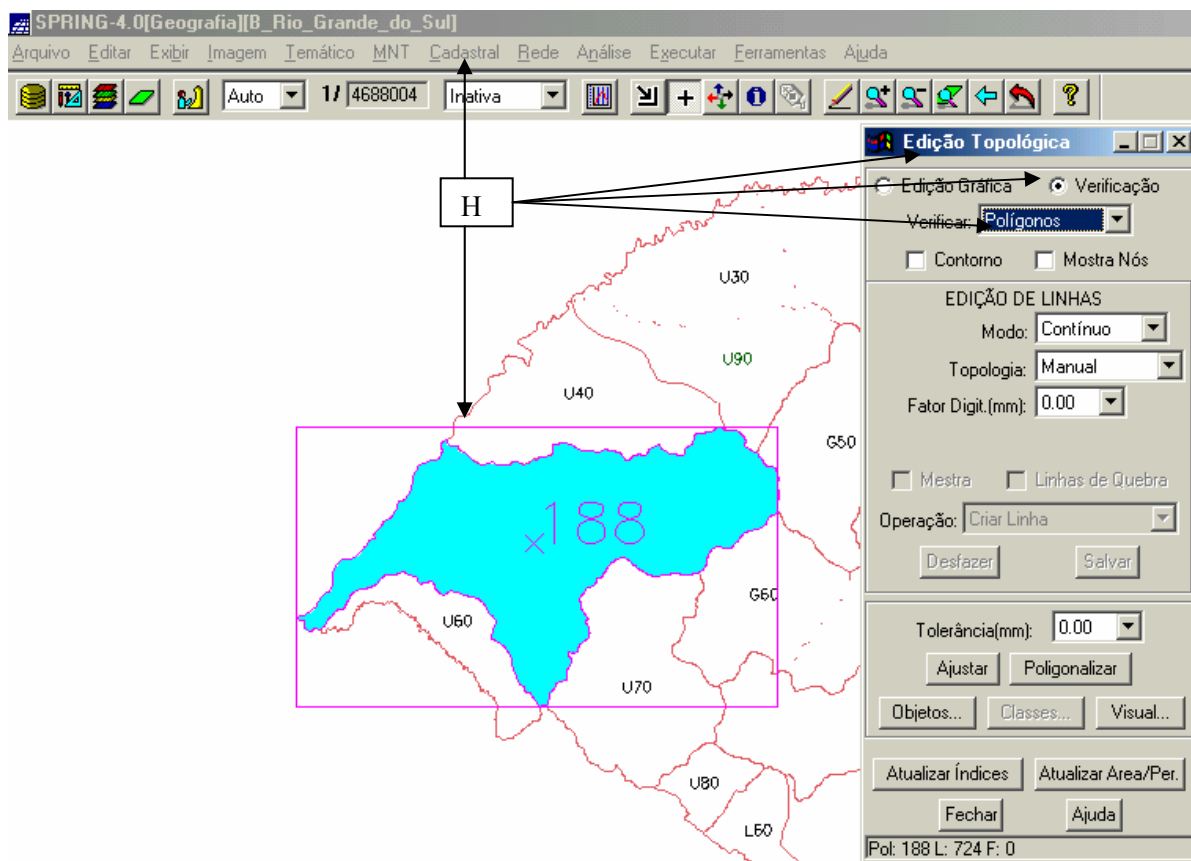 SPRING-4.0[Geografia][B_Rio_Grande_do_Sul]
Arquivo Editar Exibir Imagem Temático MNT Cadastral Rede Análise Executar Ferramentas Ajuda
Auto 1/ 4688004 Inativa
Edição Topológica
Edição Gráfica Verificação
H
Verificar: Polígonos
Contorno Mostra Nós
U30
EDIÇÃO DE LINHAS
Modo: Contínuo
U90
Topologia: Manual
U40
Fator Digit.(mm): 0.00
G50
Mestra Linhas de Quebra
188
Operação: Criar Linha
Desfazer Salvar
G60
U60
Tolerância(mm): 0.00
Ajustar Poligonalizar
U70
Objetos... Classes... Visual...
Atualizar Índices Atualizar Area/Per.
U80
Fechar Ajuda
L60
Pol: 188 L: 724 F: 0